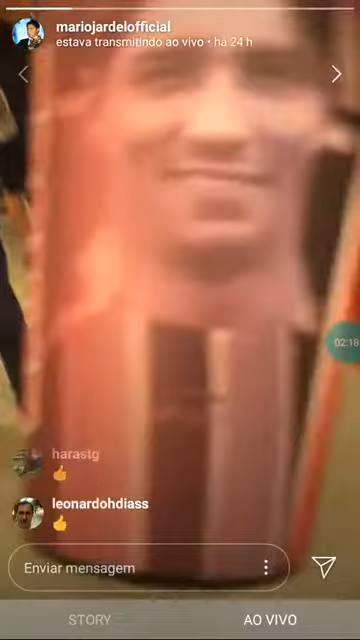 mariojardelofficial
estava transmitindo ao vivo • há 24 h
02:18
harastg
👍
leonardohdiass
👍
Enviar mensagem
STORY
AO VIVO